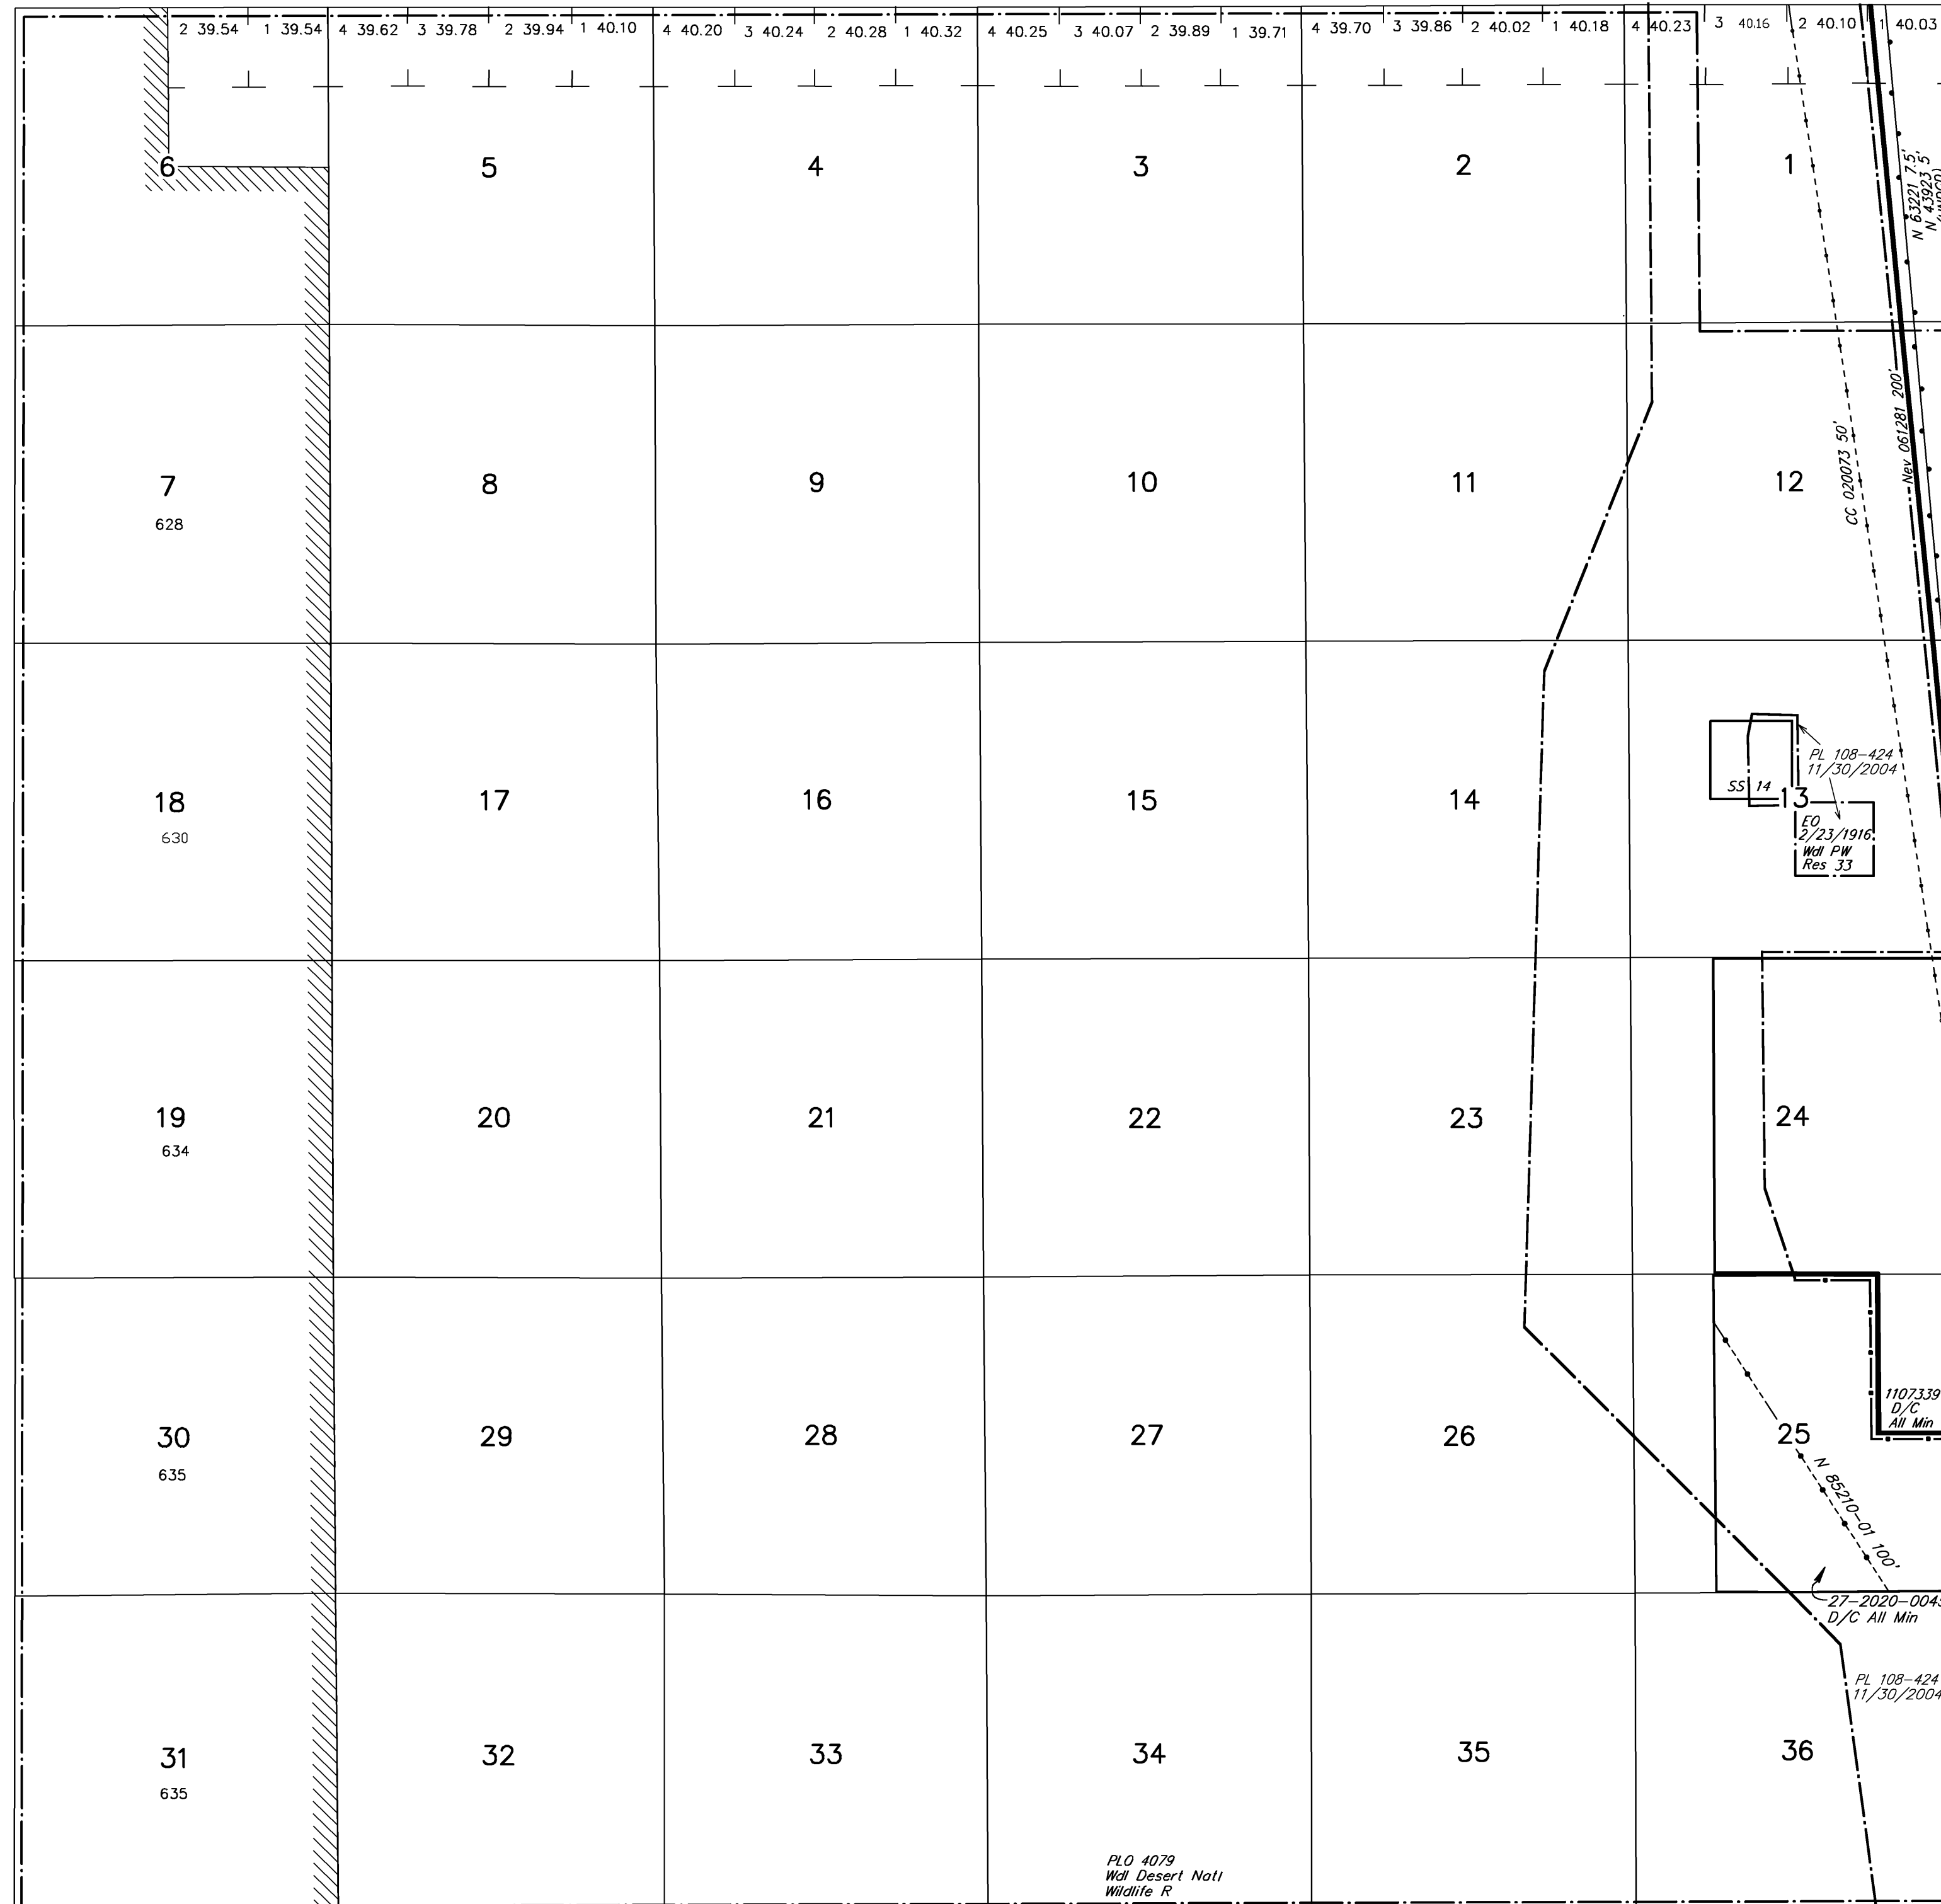 2 39.54 1 39.54 4 39.62 3 39.78 2 39.94 1 40.10 4 40.20 3 40.24 2 40.28 1 40.32 4 40.25 3 40.07 2 39.89 1 39.71 4 39.70 3 39.86 2 40.02 1 40.18 4 40.23 3 40.16 2 40.10 1 40.03
6 5 4 3 2 1
N 63221 7.5'
N 43923 5'
7 8 9 10 11 12
628
CC 020073 50'
Nev 061281 200'
PL 108-424
11/30/2004
SS 14
18 17 16 15 14 13
630
EO
2/23/1916
Wdl PW
Res 33
19 20 21 22 23 24
634
1107339
D/C
All Min
30 29 28 27 26 25
635
N 85210-01 100'
27-2020-004
D/C All Min
PL 108-424
11/30/2004
31 32 33 34 35 36
635
PLO 4079
Wdl Desert Natl
Wildlife R